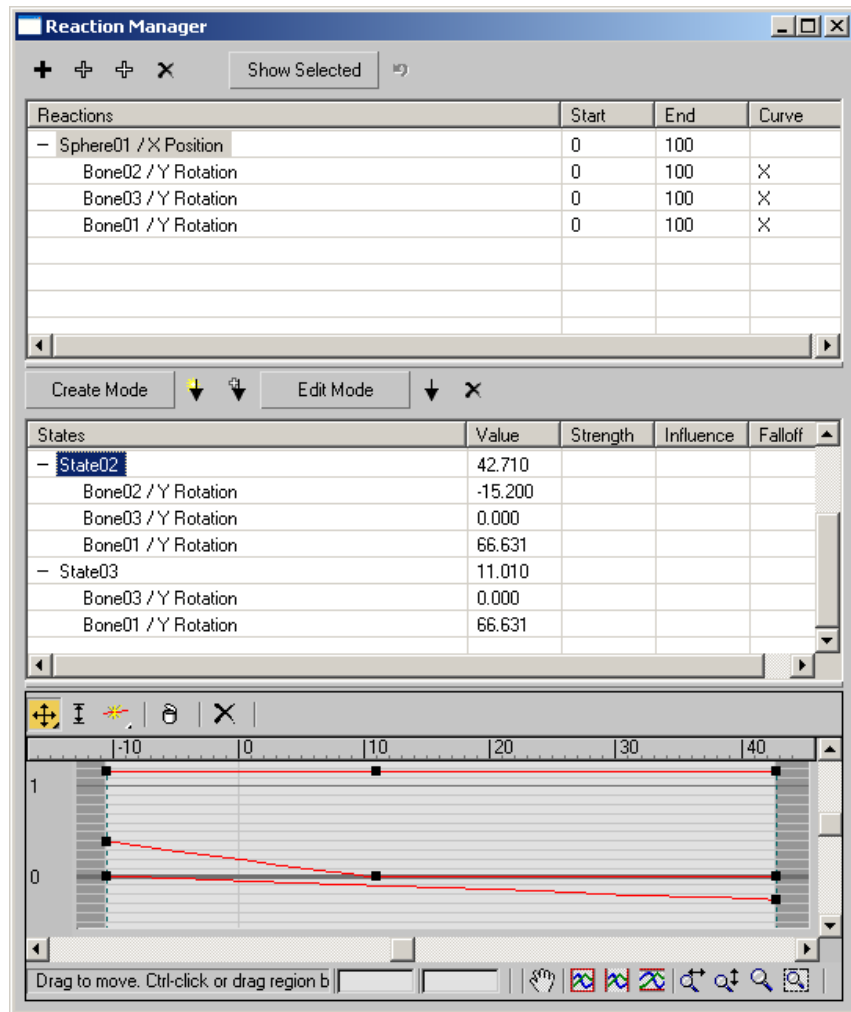 Reaction Manager
Show Selected
Reactions Start End Curve
− Sphere01 / X Position 0 100
Bone02 / Y Rotation 0 100 X
Bone03 / Y Rotation 0 100 X
Bone01 / Y Rotation 0 100 X
Create Mode Edit Mode
States Value Strength Influence Falloff
− State02 42.710
Bone02 / Y Rotation -15.200
Bone03 / Y Rotation 0.000
Bone01 / Y Rotation 66.631
− State03 11.010
Bone03 / Y Rotation 0.000
Bone01 / Y Rotation 66.631
-10 0 10 20 30 40
1
0
Drag to move. Ctrl-click or drag region b